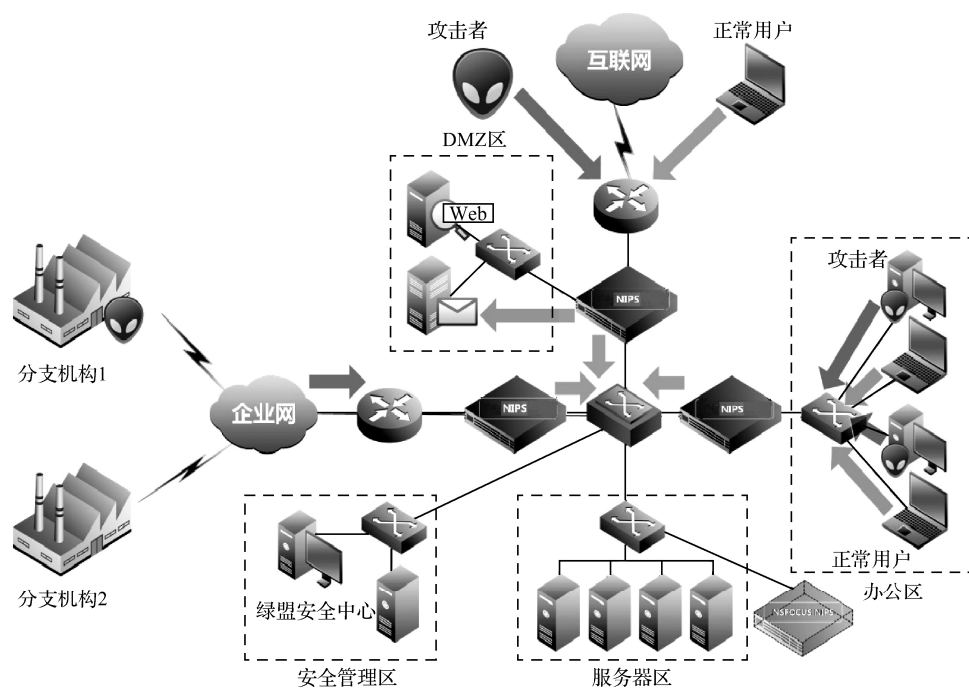 攻击者
互联网
正常用户
DMZ区
Web
NIPS
攻击者
分支机构1
企业网
NIPS
NIPS
正常用户
办公区
分支机构2
绿盟安全中心
NSFOCUS NIPS
安全管理区
服务器区